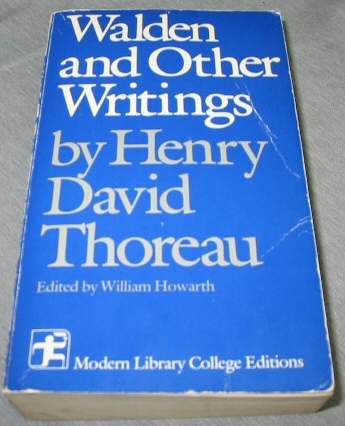 Walden
and Other
Writings
by Henry
David
Thoreau
Edited by William Howarth
Modern Library College Editions